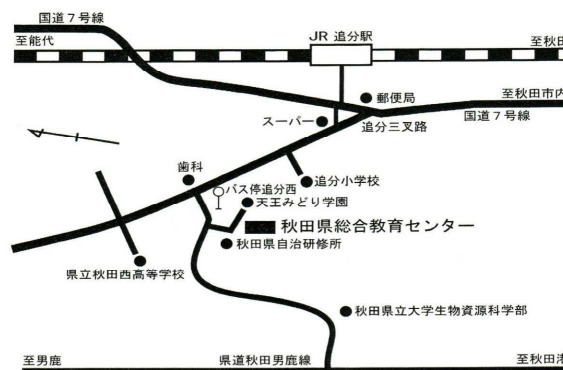 国道７号線
JR 追分駅
至能代
至秋田
郵便局
至秋田市内
スーパー
追分三叉路
国道７号線
歯科
追分小学校
バス停追分西
天王みどり学園
秋田県総合教育センター
秋田県自治研修所
県立秋田西高等学校
秋田県立大学生物資源科学部
至男鹿
県道秋田男鹿線
至秋田港